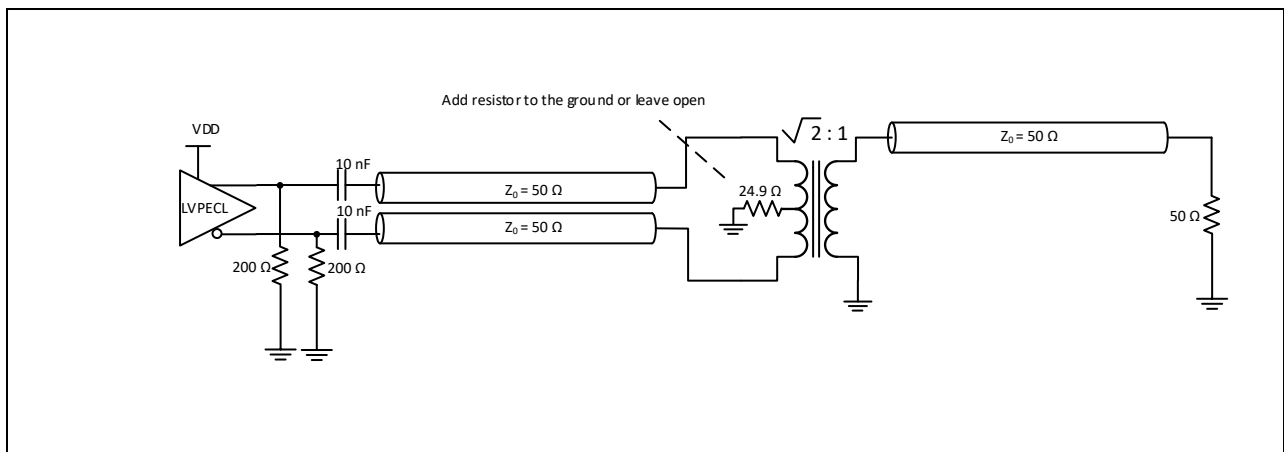 Add resistor to the ground or leave open
VDD
√2 : 1
Z₀ = 50 Ω
10 nF
Z₀ = 50 Ω
24.9 Ω
LVPECL
10 nF
Z₀ = 50 Ω
50 Ω
200 Ω
200 Ω